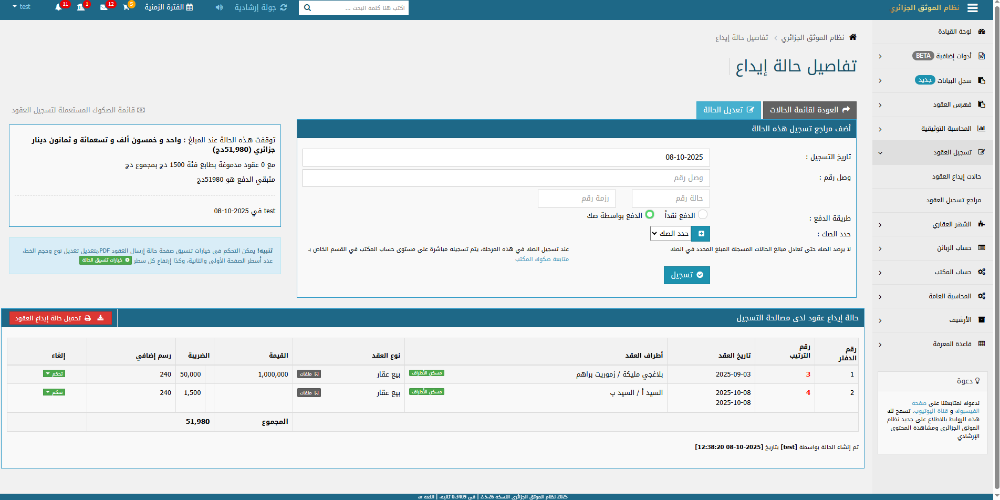 نظام الموثق الجزائري
اكتب هنا كلمة البحث ...
جولة إرشادية
الفترة الزمنية
5
12
1
11
test
لوحة القيادة
أدوات إضافية BETA
سجل البيانات جديد
فهرس العقود
المحاسبة التوثيقية
تسجيل العقود
حالات إيداع العقود
مراجع تسجيل العقود
الشهر العقاري
حساب الزبائن
حساب المكتب
المحاسبة العامة
الأرشيف
قاعدة المعرفة
دعوة
ندعوك لمتابعتنا على صفحة
الفيسبوك و قناة اليوتيوب. تسمح لك
هذه الروابط بالاطلاع على جديد نظام
الموثق الجزائري ومشاهدة المحتوى
الإرشادي
نظام الموثق الجزائري > تفاصيل حالة إيداع
تفاصيل حالة إيداع
العودة لقائمة الحالات
تعديل الحالة
أضف مراجع تسجيل هذه الحالة
تاريخ التسجيل :
08-10-2025
وصل رقم :
وصل رقم
حالة رقم
رزمة رقم
طريقة الدفع :
الدفع نقداً
الدفع بواسطة صك
حدد الصك :
حدد الصك
لا يرصد الصك حتى تعادل مبالغ الحالات المسجلة المبلغ المحدد في الصك
عند تسجيل الصك في هذه المرحلة، يتم تسجيله مباشرة على مستوى حساب المكتب في القسم الخاص بـ
متابعة صكوك المكتب
تسجيل
قائمة الصكوك المستعملة لتسجيل العقود
توقفت هذه الحالة عند المبلغ : واحد و خمسون ألف و تسعمائة و ثمانون دينار
جزائري (51,980دج)
مع 0 عقود مدموغة بطابع فئة 1500 دج بمجموع دج
متبقي الدفع هو 51980دج
test في 2025-10-08
تنبيه! يمكن التحكم في خيارات تنسيق صفحة حالة إرسال العقود PDF،بتعديل تعديل نوع وحجم الخط،
عدد أسطر الصفحة الأولى والثانية، وكذا إرتفاع كل سطر خيارات تنسيق الحالة
حالة إيداع عقود لدى مصالحة التسجيل
تحميل حالة إيداع العقود
رقم الدفتر
رقم الترتيب
تاريخ العقد
أطراف العقد
نوع العقد
القيمة
الضريبة
رسم إضافي
إلغاء
1
3
2025-09-03
بلاغجي مليكة / زموريت براهم
مسكن الأطراف
بيع عقار
ملفات
1,000,000
50,000
240
تحكم
2
4
2025-10-08
2025-10-08
السيد أ / السيد ب
مسكن الأطراف
بيع عقار
ملفات
1,500
240
تحكم
المجموع
51,980
تم إنشاء الحالة بواسطة [test] بتاريخ [2025-10-08 12:38:20]
2025 نظام الموثق الجزائري النسخة 2.5.26 | في 0.3409 ثانية. | اللغة ar